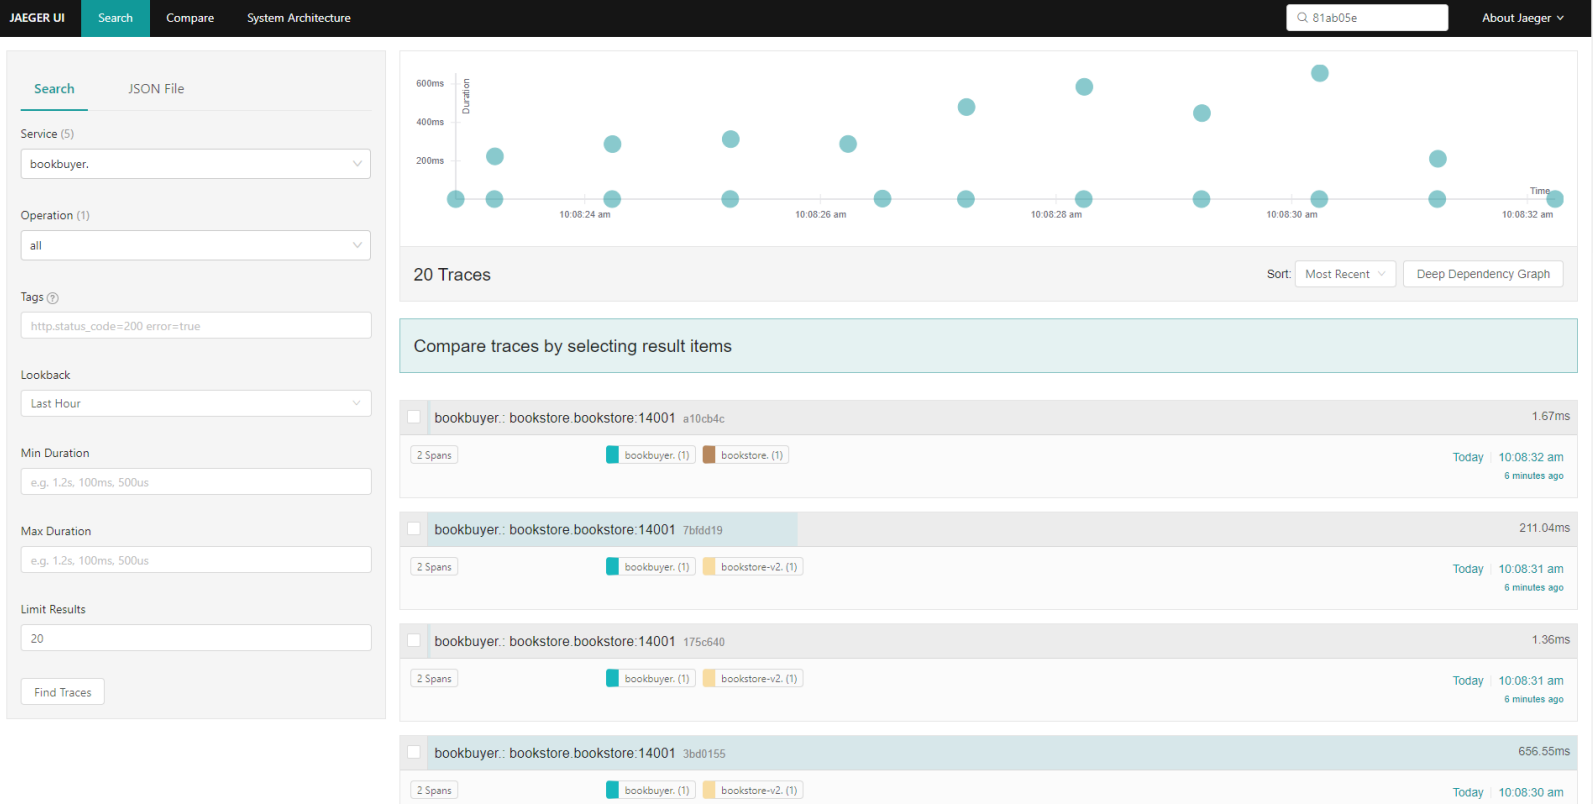 JAEGER UI
Search
Compare
System Architecture
81ab05e
About Jaeger
Search
JSON File
Service (5)
bookbuyer.
Operation (1)
all
Tags ?
http.status_code=200 error=true
Lookback
Last Hour
Min Duration
e.g. 1.2s, 100ms, 500us
Max Duration
e.g. 1.2s, 100ms, 500us
Limit Results
20
Find Traces
Duration
600ms
400ms
200ms
Time
10:08:24 am
10:08:26 am
10:08:28 am
10:08:30 am
10:08:32 am
20 Traces
Sort: Most Recent
Deep Dependency Graph
Compare traces by selecting result items
bookbuyer.: bookstore.bookstore:14001 a10cb4c
1.67ms
2 Spans
bookbuyer. (1)
bookstore. (1)
Today 10:08:32 am
6 minutes ago
bookbuyer.: bookstore.bookstore:14001 7bfdd19
211.04ms
2 Spans
bookbuyer. (1)
bookstore-v2. (1)
Today 10:08:31 am
6 minutes ago
bookbuyer.: bookstore.bookstore:14001 175c640
1.36ms
2 Spans
bookbuyer. (1)
bookstore-v2. (1)
Today 10:08:31 am
6 minutes ago
bookbuyer.: bookstore.bookstore:14001 3bd0155
656.55ms
2 Spans
bookbuyer. (1)
bookstore-v2. (1)
Today 10:08:30 am